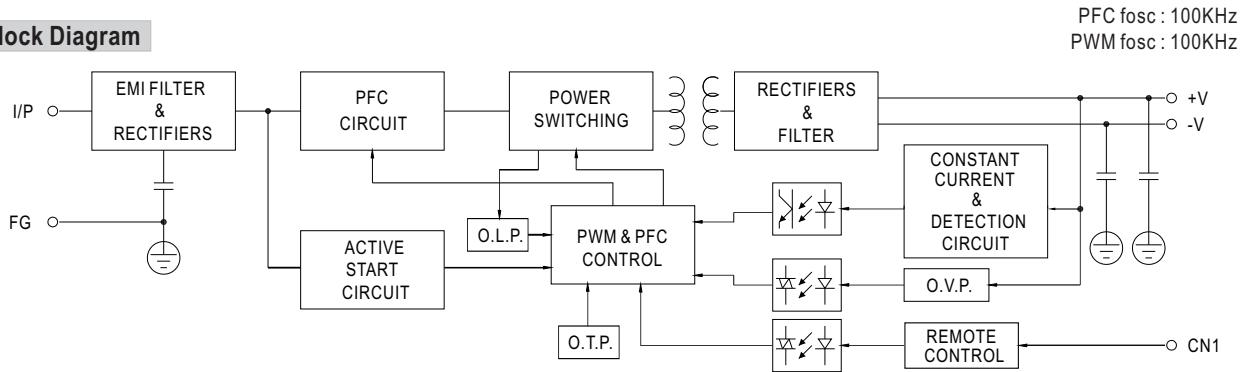 PFC fosc : 100KHz
PWM fosc : 100KHz
lock Diagram
I/P
EMI FILTER
&
RECTIFIERS
PFC
CIRCUIT
POWER
SWITCHING
RECTIFIERS
&
FILTER
+V
-V
CONSTANT
CURRENT
&
DETECTION
CIRCUIT
FG
O.L.P.
PWM & PFC
CONTROL
ACTIVE
START
CIRCUIT
O.V.P.
O.T.P.
REMOTE
CONTROL
CN1